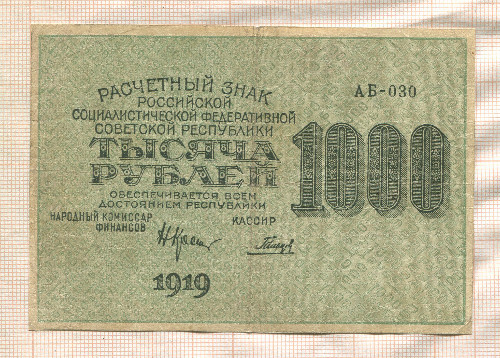 РАСЧЕТНЫЙ ЗНАК
РОССИЙСКОЙ
СОЦИАЛИСТИЧЕСКОЙ ФЕДЕРАТИВНОЙ
СОВЕТСКОЙ РЕСПУБЛИКИ
АБ-030
ТЫСЯЧА
РУБЛЕЙ
1000
ОБЕСПЕЧИВАЕТСЯ ВСЕМ
ДОСТОЯНИЕМ РЕСПУБЛИКИ
НАРОДНЫЙ КОМИССАР
ФИНАНСОВ
КАССИР
1919